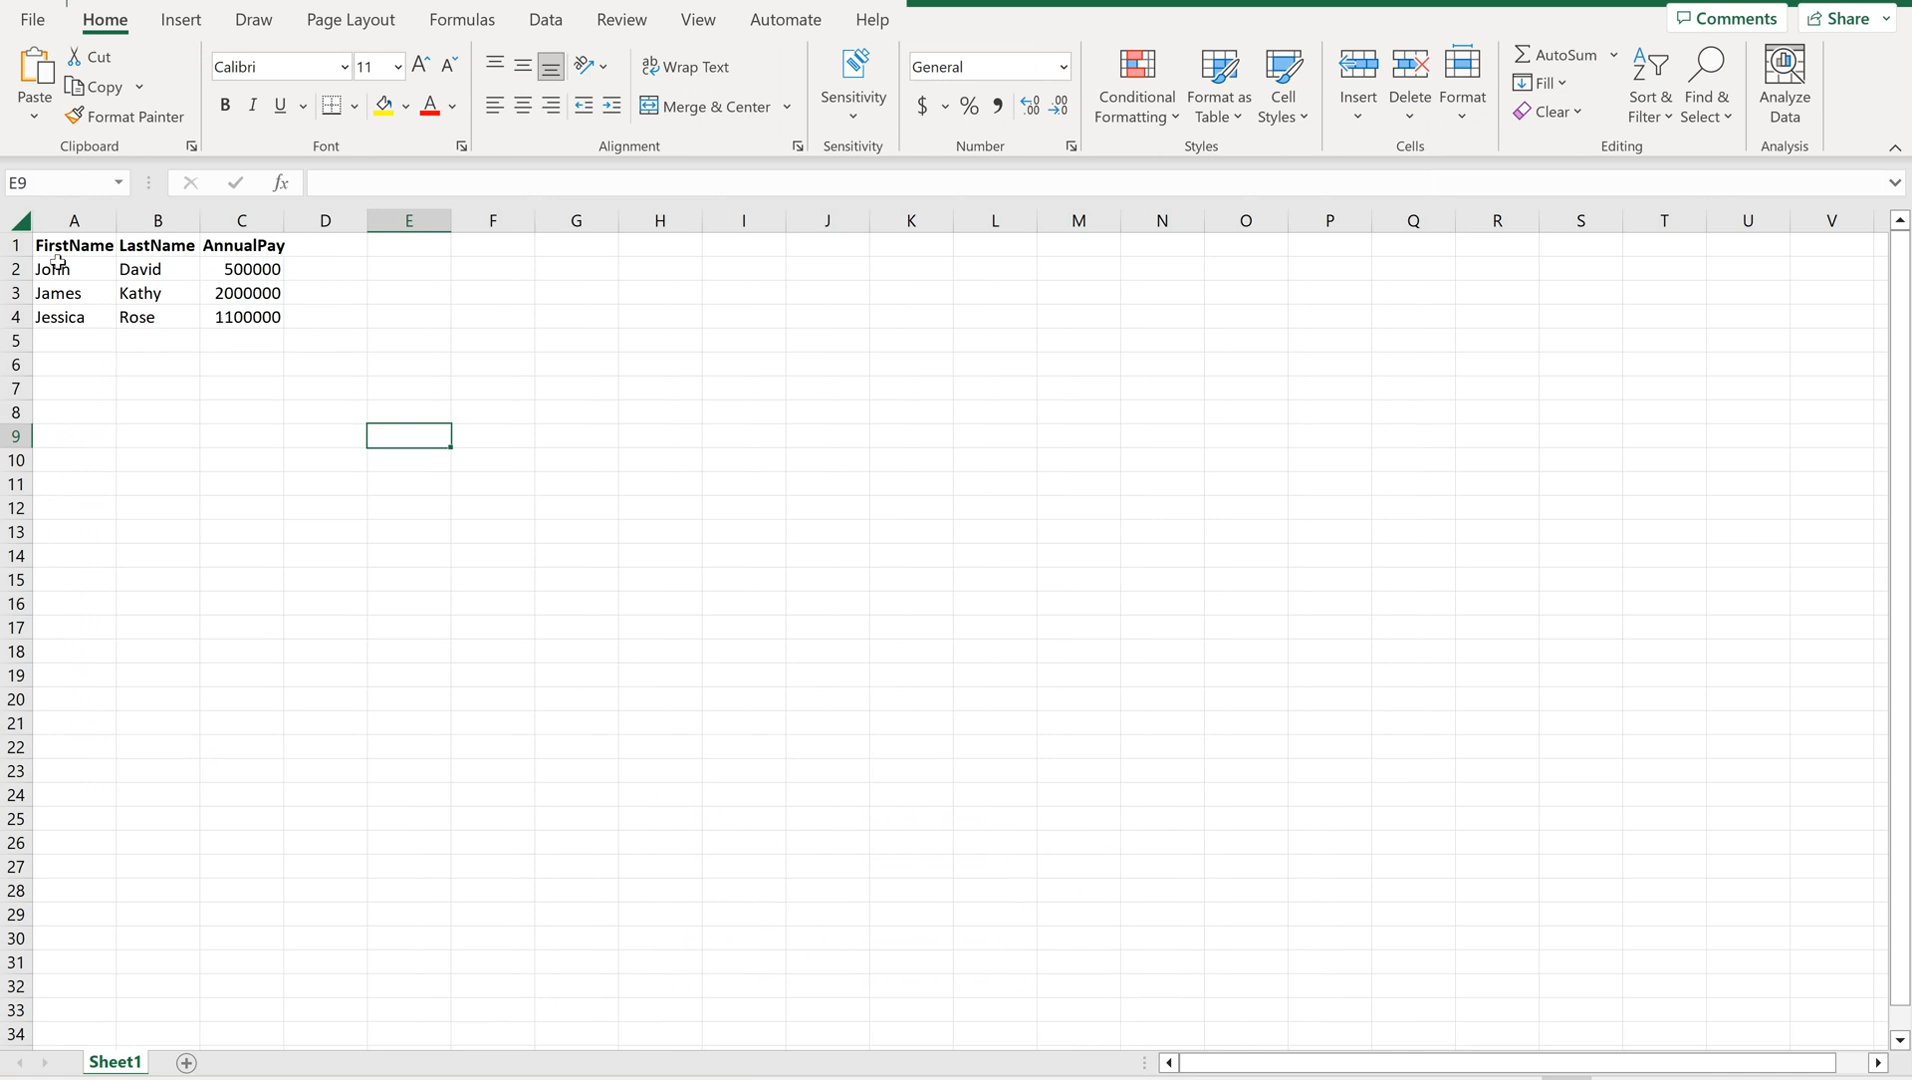 File Home Insert Draw Page Layout Formulas Data Review View Automate Help Comments Share
Paste Cut Copy Format Painter Clipboard
Calibri 11 A A B I U A Font
ab Wrap Text Merge & Center Alignment
Sensitivity Sensitivity
General $ % , .00 Number
Conditional Formatting Format as Table Cell Styles Styles
Insert Delete Format Cells
AutoSum Fill Clear Sort & Filter Find & Select Editing
Analyze Data Analysis
E9 fx
A B C D E F G H I J K L M N O P Q R S T U V
1 FirstName LastName AnnualPay
2 John David 500000
3 James Kathy 2000000
4 Jessica Rose 1100000
5
6
7
8
9
10
11
12
13
14
15
16
17
18
19
20
21
22
23
24
25
26
27
28
29
30
31
32
33
34
Sheet1